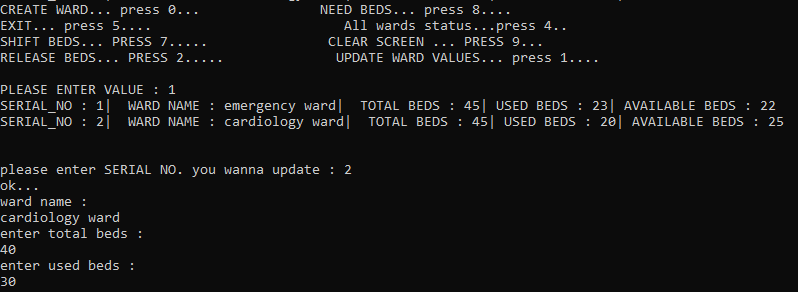 CREATE WARD... press 0... NEED BEDS... press 8....
EXIT... press 5.... All wards status...press 4..
SHIFT BEDS... PRESS 7..... CLEAR SCREEN ... PRESS 9...
RELEASE BEDS... PRESS 2..... UPDATE WARD VALUES... press 1....
PLEASE ENTER VALUE : 1
SERIAL_NO : 1| WARD NAME : emergency ward| TOTAL BEDS : 45| USED BEDS : 23| AVAILABLE BEDS : 22
SERIAL_NO : 2| WARD NAME : cardiology ward| TOTAL BEDS : 45| USED BEDS : 20| AVAILABLE BEDS : 25
please enter SERIAL NO. you wanna update : 2
ok...
ward name :
cardiology ward
enter total beds :
40
enter used beds :
30